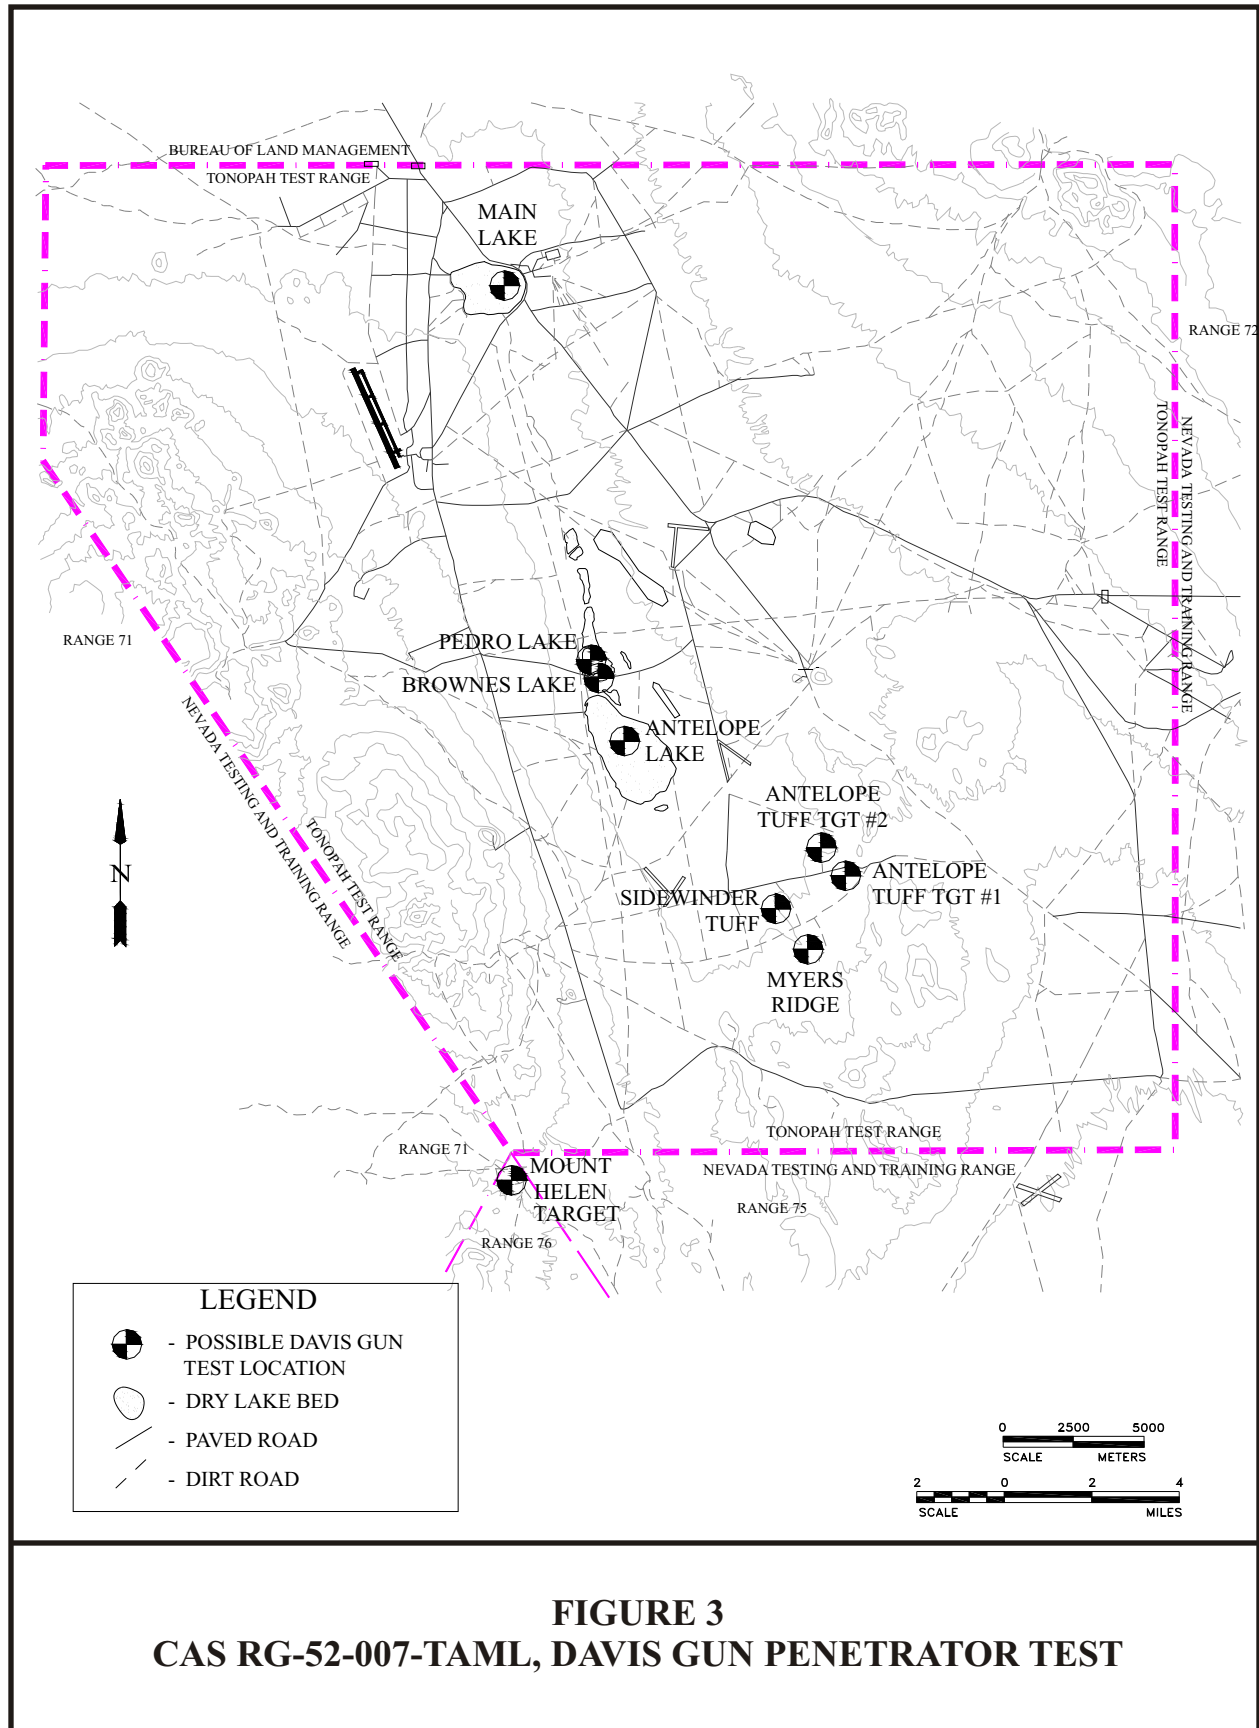 BUREAU OF LAND MANAGEMENT
TONOPAH TEST RANGE
MAIN
LAKE
RANGE 72
NEVADA TESTING AND TRAINING RANGE
TONOPAH TEST RANGE
RANGE 71
PEDRO LAKE
BROWNES LAKE
ANTELOPE
LAKE
NEVADA TESTING AND TRAINING RANGE
TONOPAH TEST RANGE
ANTELOPE
TUFF TGT #2
ANTELOPE
TUFF TGT #1
SIDEWINDER
TUFF
MYERS
RIDGE
N
TONOPAH TEST RANGE
NEVADA TESTING AND TRAINING RANGE
RANGE 71
MOUNT
HELEN
TARGET
RANGE 75
RANGE 76
LEGEND
- POSSIBLE DAVIS GUN
TEST LOCATION
- DRY LAKE BED
- PAVED ROAD
- DIRT ROAD
0 2500 5000
SCALE METERS
2 0 2 4
SCALE MILES
FIGURE 3
CAS RG-52-007-TAML, DAVIS GUN PENETRATOR TEST